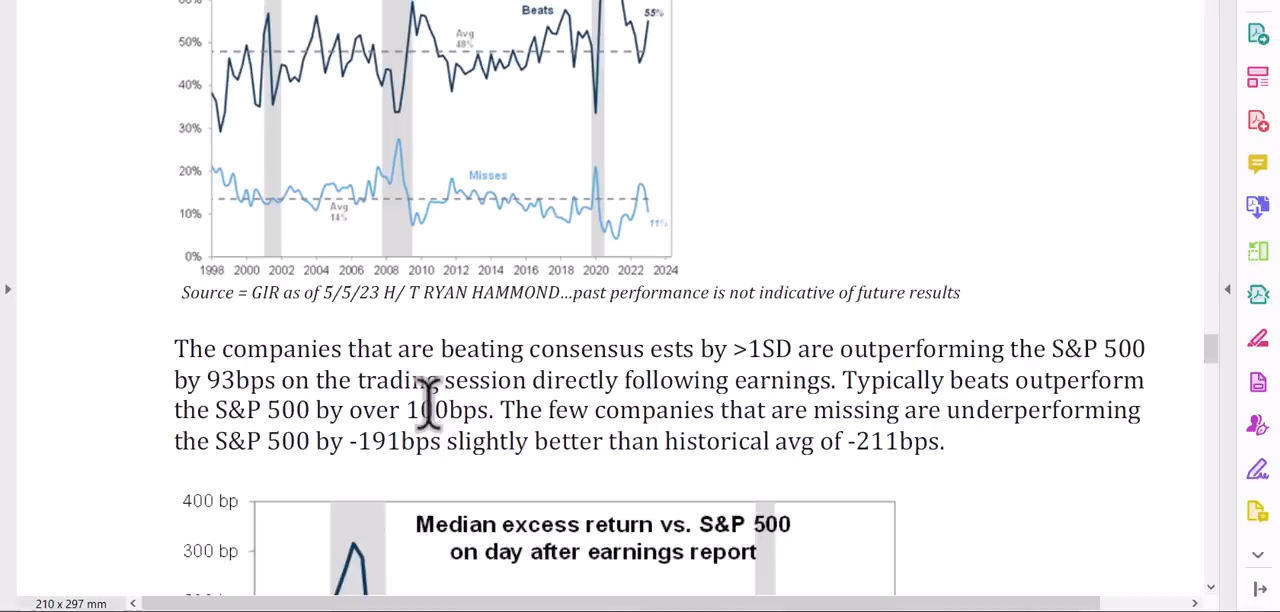 60%
Beats
55%
50%
Avg
48%
40%
30%
20%
Misses
Avg
14%
10%
11%
0%
1998 2000 2002 2004 2006 2008 2010 2012 2014 2016 2018 2020 2022 2024
Source = GIR as of 5/5/23 H/ T RYAN HAMMOND...past performance is not indicative of future results
The companies that are beating consensus ests by >1SD are outperforming the S&P 500
by 93bps on the trading session directly following earnings. Typically beats outperform
the S&P 500 by over 100bps. The few companies that are missing are underperforming
the S&P 500 by -191bps slightly better than historical avg of -211bps.
400 bp
Median excess return vs. S&P 500
on day after earnings report
300 bp
210 x 297 mm